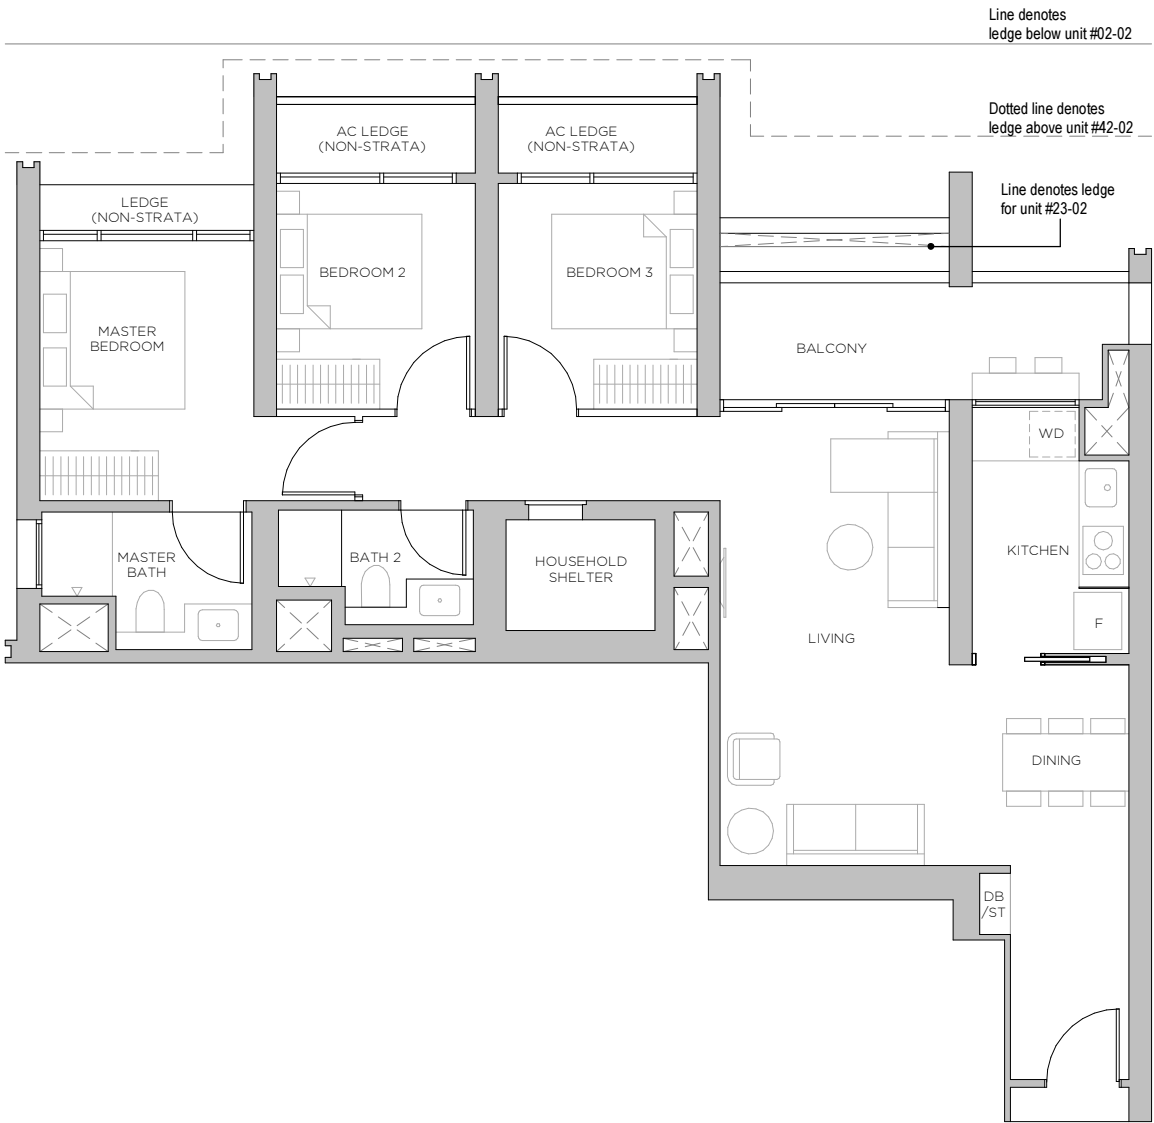 Line denotes
ledge below unit #02-02
Dotted line denotes
ledge above unit #42-02
AC LEDGE
(NON-STRATA)
AC LEDGE
(NON-STRATA)
Line denotes ledge
for unit #23-02
LEDGE
(NON-STRATA)
BEDROOM 2
BEDROOM 3
MASTER
BEDROOM
BALCONY
WD
MASTER
BATH
BATH 2
HOUSEHOLD
SHELTER
KITCHEN
F
LIVING
DINING
DB
/ST